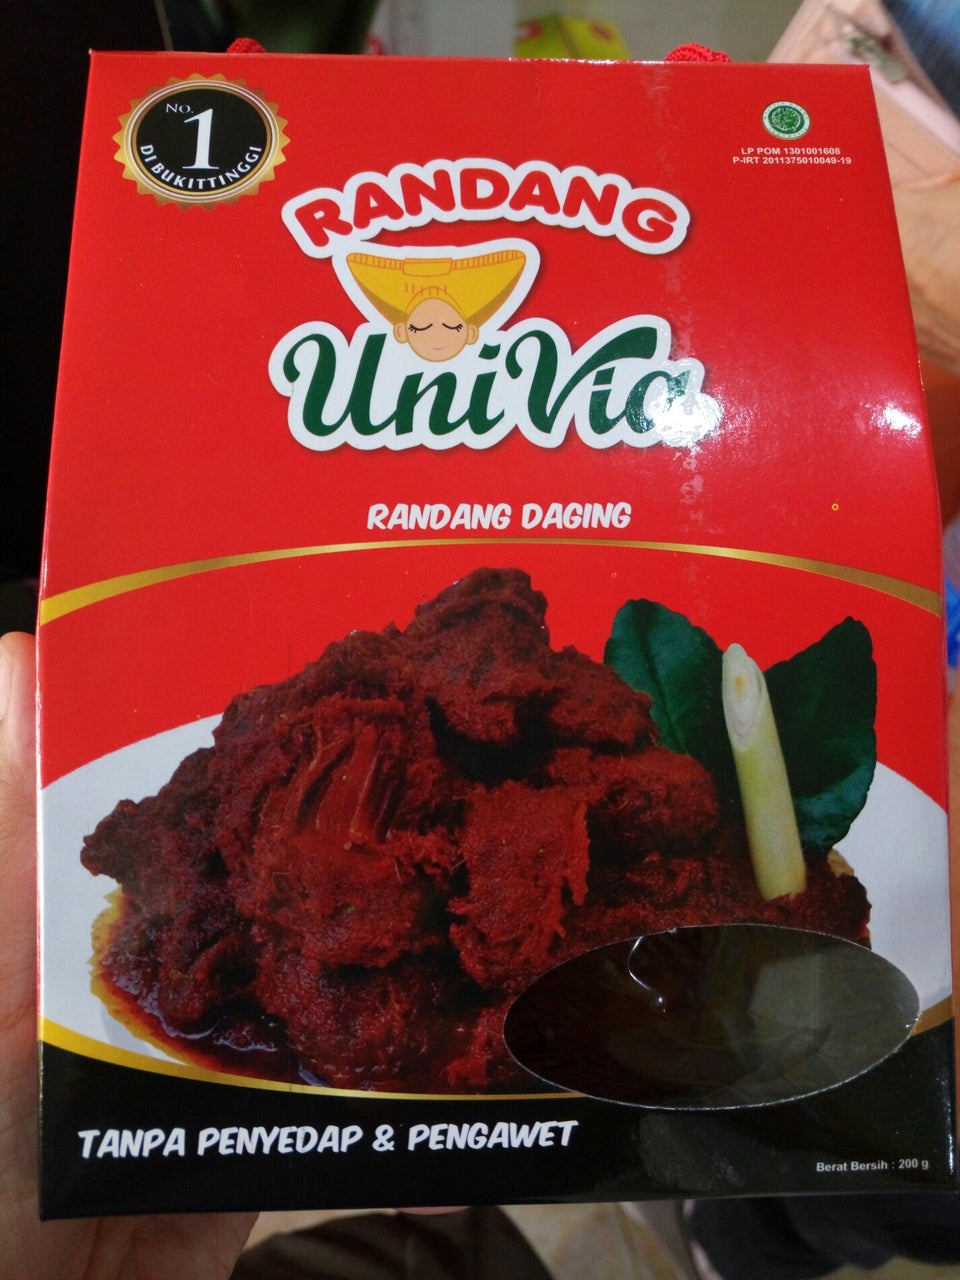 No.
1
DI BUKITTINGGI
LP POM 1301001608
P-IRT 2011375010049-19
RANDANG
UniVia
RANDANG DAGING
TANPA PENYEDAP & PENGAWET
Berat Bersih : 200 g